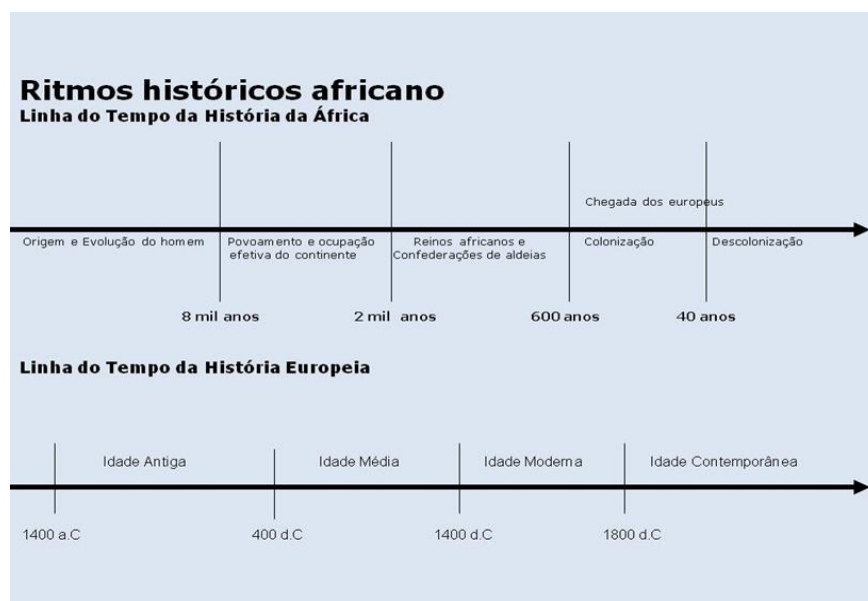 Ritmos históricos africano
Linha do Tempo da História da África
Chegada dos europeus
Origem e Evolução do homem
Povoamento e ocupação
efetiva do continente
Reinos africanos e
Confederações de aldeias
Colonização
Descolonização
8 mil anos
2 mil anos
600 anos
40 anos
Linha do Tempo da História Europeia
Idade Antiga
Idade Média
Idade Moderna
Idade Contemporânea
1400 a.C
400 d.C
1400 d.C
1800 d.C